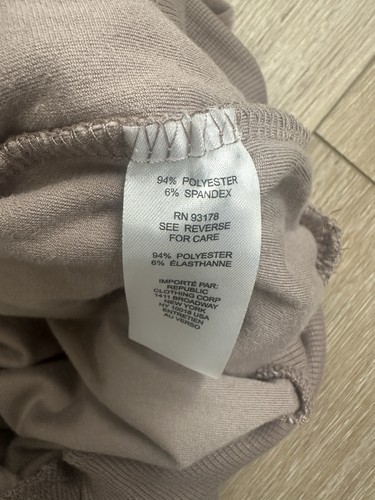 94% POLYESTER
6% SPANDEX
RN 93178
SEE REVERSE
FOR CARE
94% POLYESTER
6% ÉLASTHANNE
IMPORTÉ PAR:
REPUBLIC
CLOTHING CORP
1411 BROADWAY
NEW YORK
NY 10018 USA
ENTRETIEN
AU VERSO